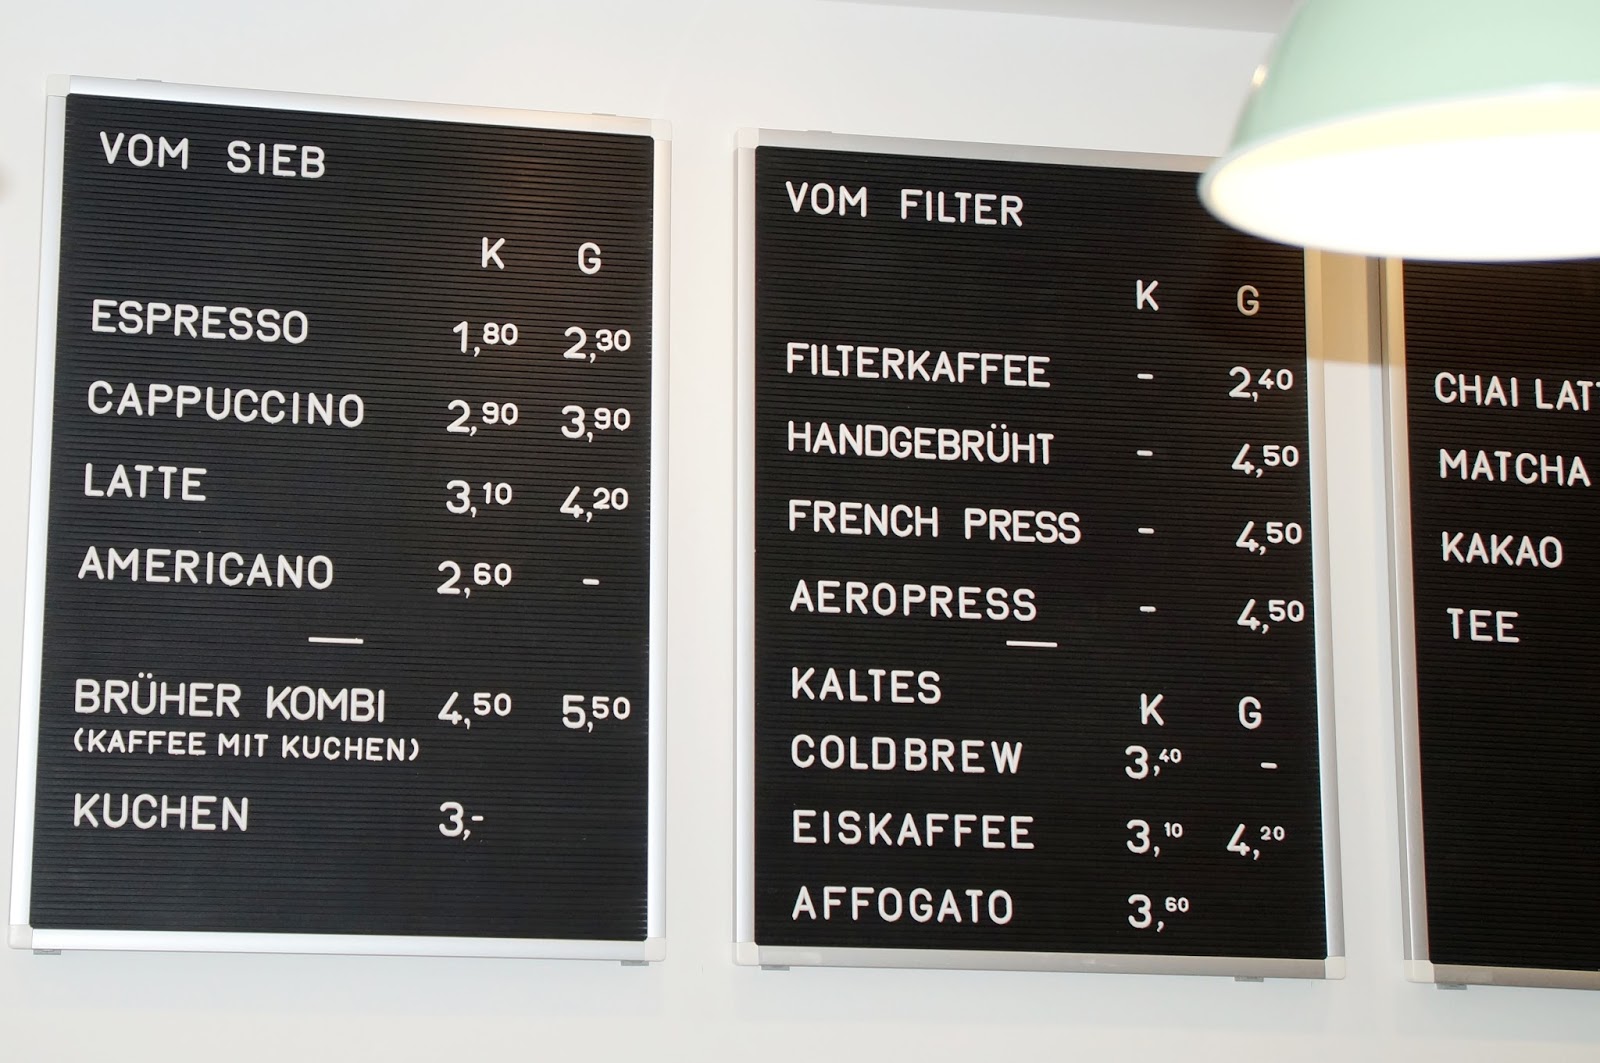 VOM SIEB
K G
ESPRESSO 1,80 2,30
CAPPUCCINO 2,90 3,90
LATTE 3,10 4,20
AMERICANO 2,60 -
BRÜHER KOMBI 4,50 5,50
(KAFFEE MIT KUCHEN)
KUCHEN 3,-
VOM FILTER
K G
FILTERKAFFEE - 2,40
HANDGEBRÜHT - 4,50
FRENCH PRESS - 4,50
AEROPRESS - 4,50
KALTES K G
COLDBREW 3,40 -
EISKAFFEE 3,10 4,20
AFFOGATO 3,60
CHAI LATT
MATCHA
KAKAO
TEE